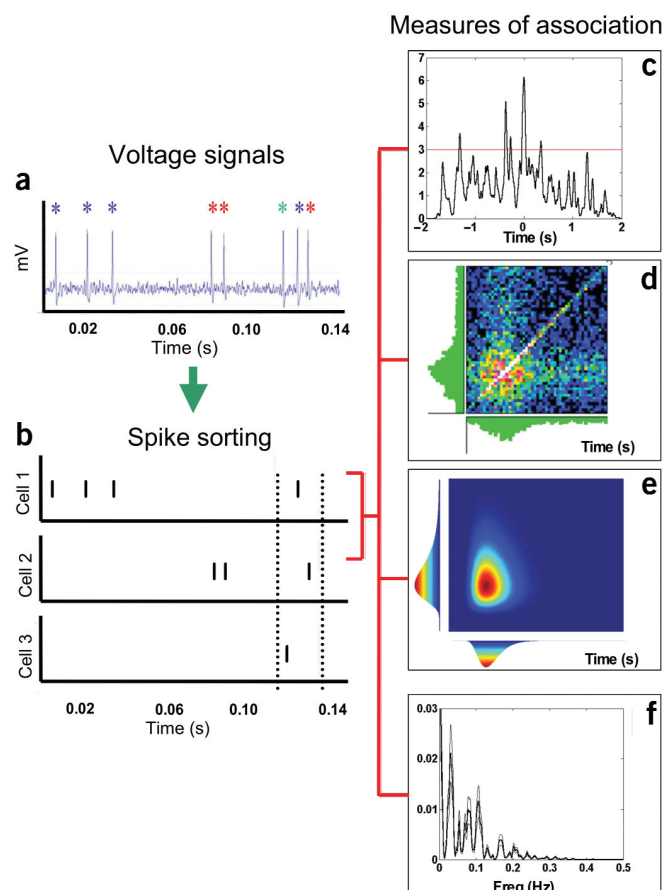 Measures of association
c
7
6
5
4
3
2
1
0
−2 −1 0 1 2
Time (s)
Voltage signals
a
* * * ** * **
mV
0.02 0.06 0.10 0.14
Time (s)
d
Time (s)
b
Spike sorting
Cell 1
Cell 2
Cell 3
0.02 0.06 0.10 0.14
Time (s)
e
Time (s)
f
0.03
0.02
0.01
0
0 0.1 0.2 0.3 0.4 0.5
Freq (Hz)